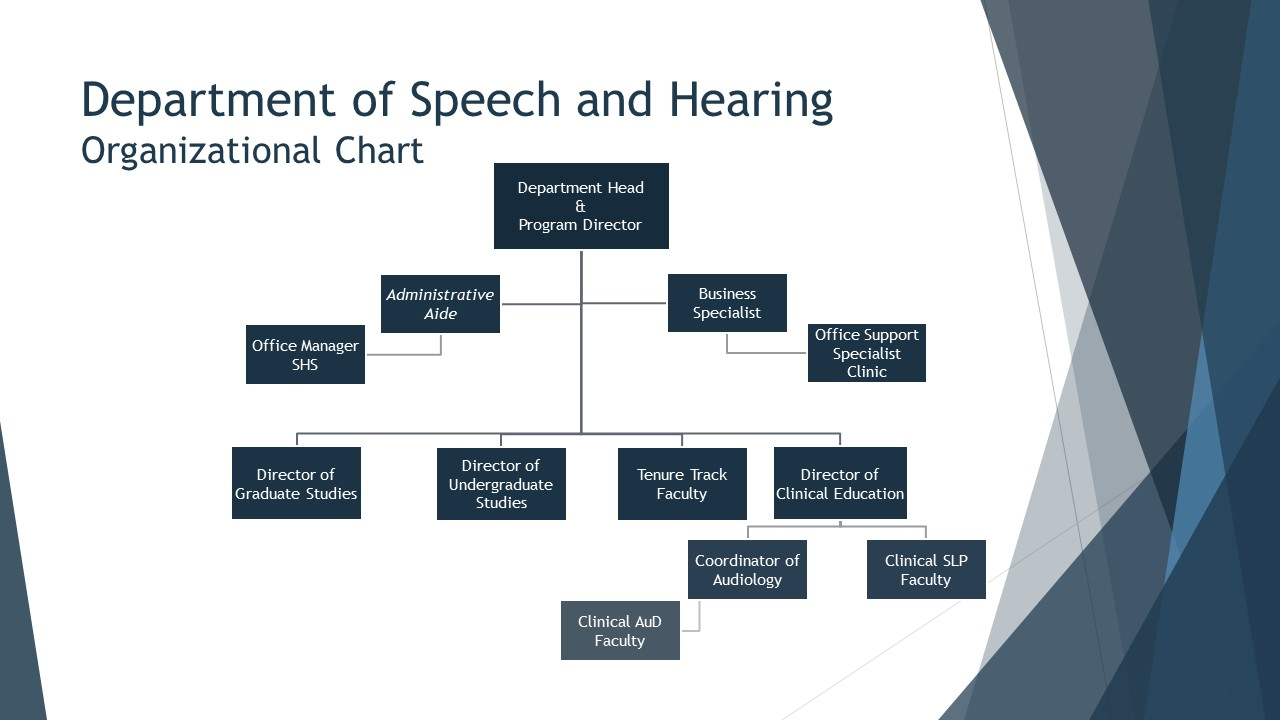 Department of Speech and Hearing
Organizational Chart
Department Head
&
Program Director
Administrative
Aide
Business
Specialist
Office Manager
SHS
Office Support
Specialist
Clinic
Director of
Graduate Studies
Director of
Undergraduate
Studies
Tenure Track
Faculty
Director of
Clinical Education
Coordinator of
Audiology
Clinical SLP
Faculty
Clinical AuD
Faculty